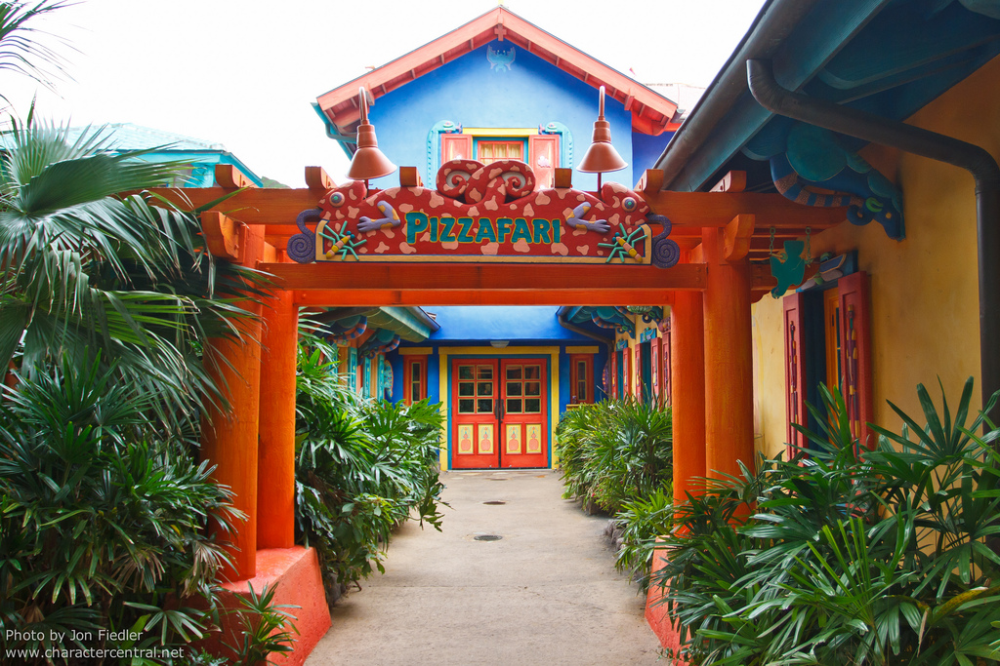 PIZZAFARI
Photo by Jon Fiedler
www.charactercentral.net